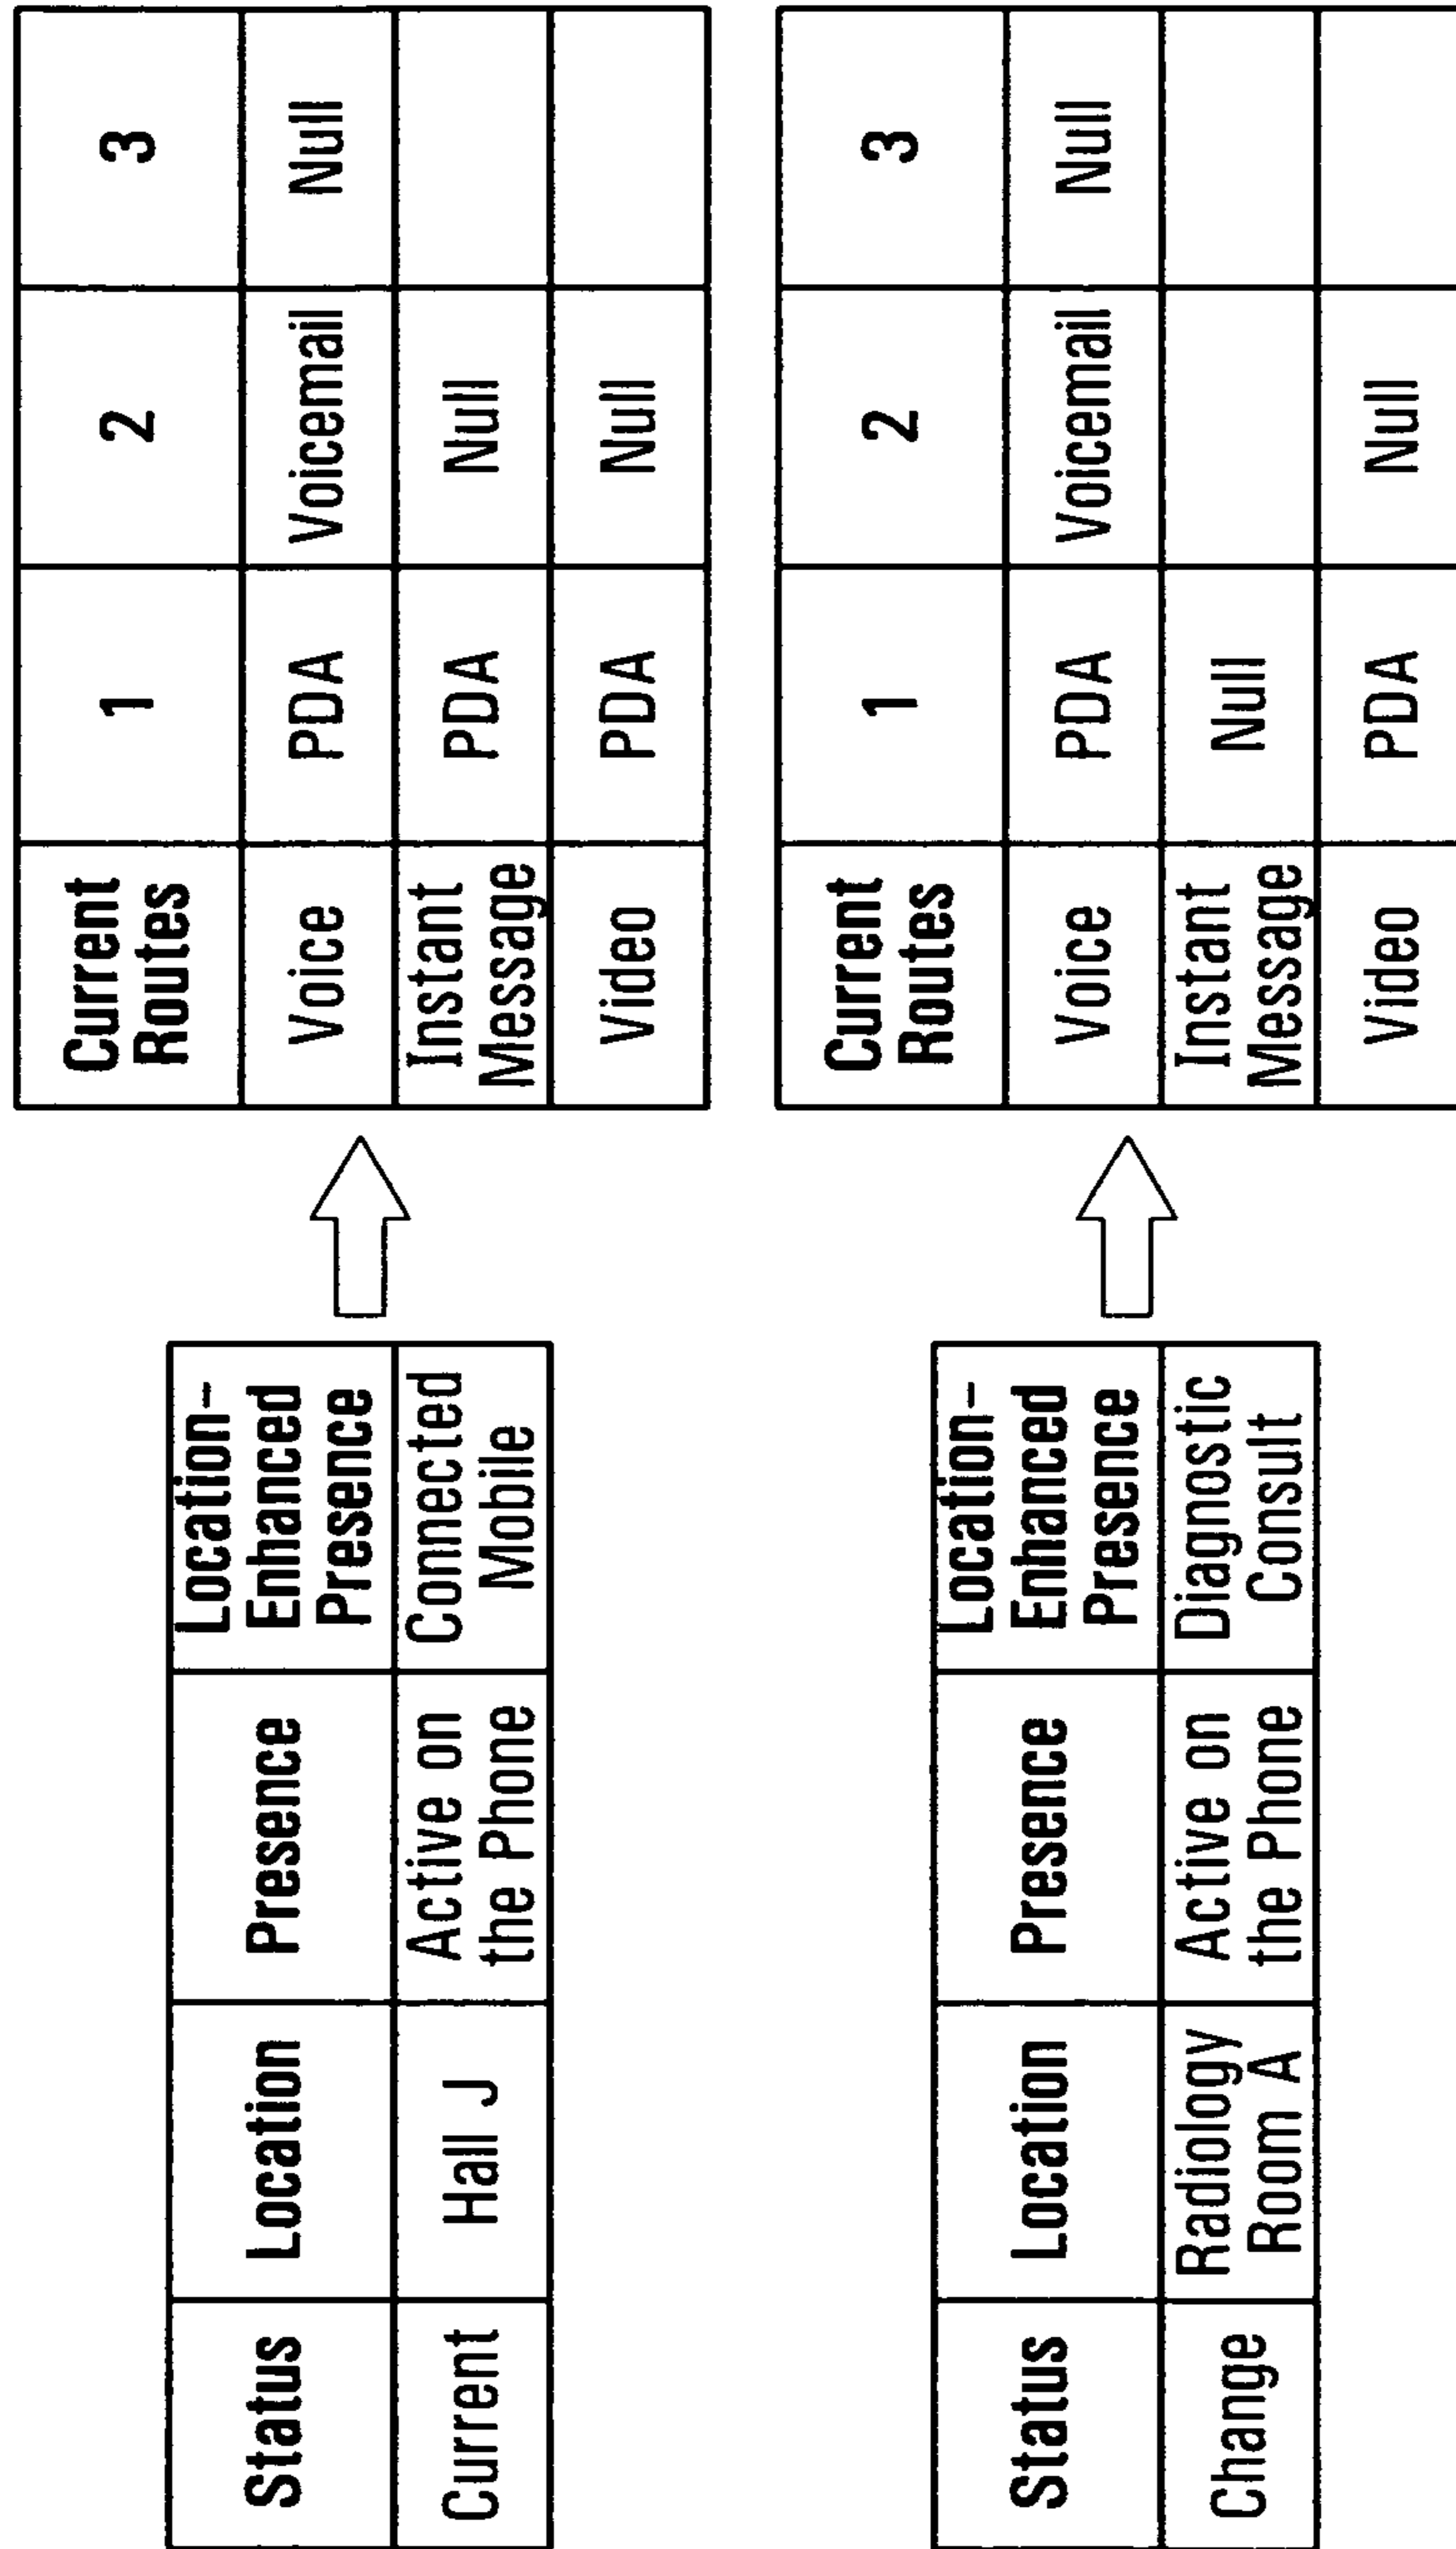 Status Location Presence Location-
Enhanced
Presence
Current Hall J Active on
the Phone Connected
Mobile
Current
Routes 1 2 3
Voice PDA Voicemail Null
Instant
Message PDA Null
Video PDA Null
Status Location Presence Location-
Enhanced
Presence
Change Radiology
Room A Active on
the Phone Diagnostic
Consult
Current
Routes 1 2 3
Voice PDA Voicemail Null
Instant
Message Null
Video PDA Null